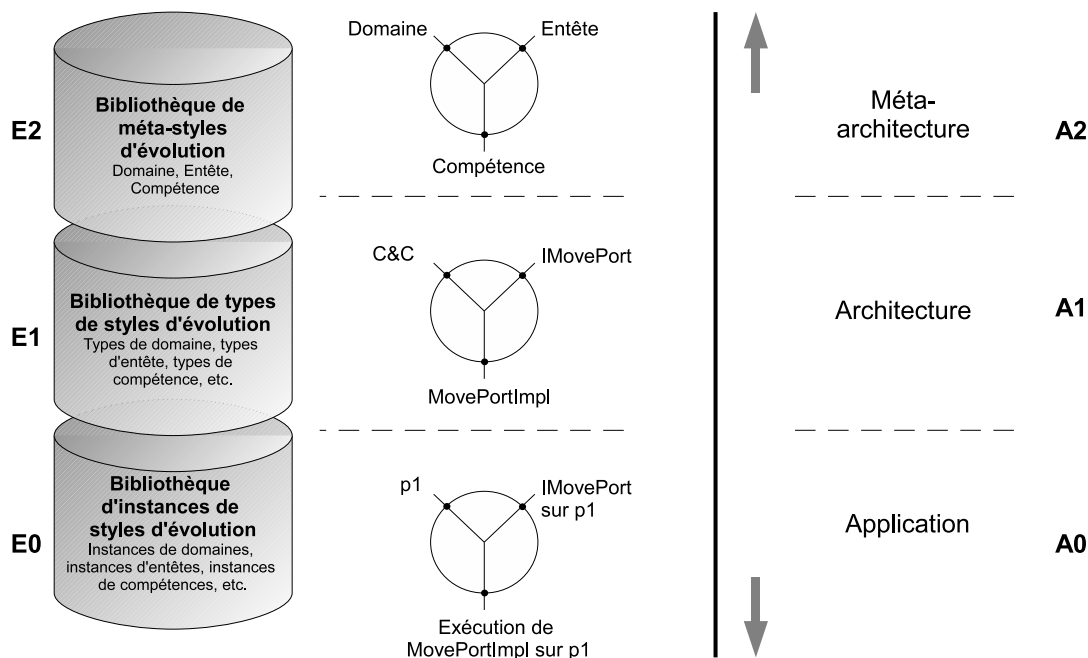 Domaine
Entête
Bibliothèque de
méta-styles
d'évolution
Domaine, Entête,
Compétence
E2
Compétence
Méta-
architecture
A2
C&C
IMovePort
Bibliothèque de types
de styles d'évolution
Types de domaine, types
d'entête, types de
compétence, etc.
E1
MovePortImpl
Architecture
A1
Bibliothèque
d'instances de
styles d'évolution
Instances de domaines,
instances d'entêtes, instances
de compétences, etc.
E0
p1
IMovePort
sur p1
Exécution de
MovePortImpl sur p1
Application
A0